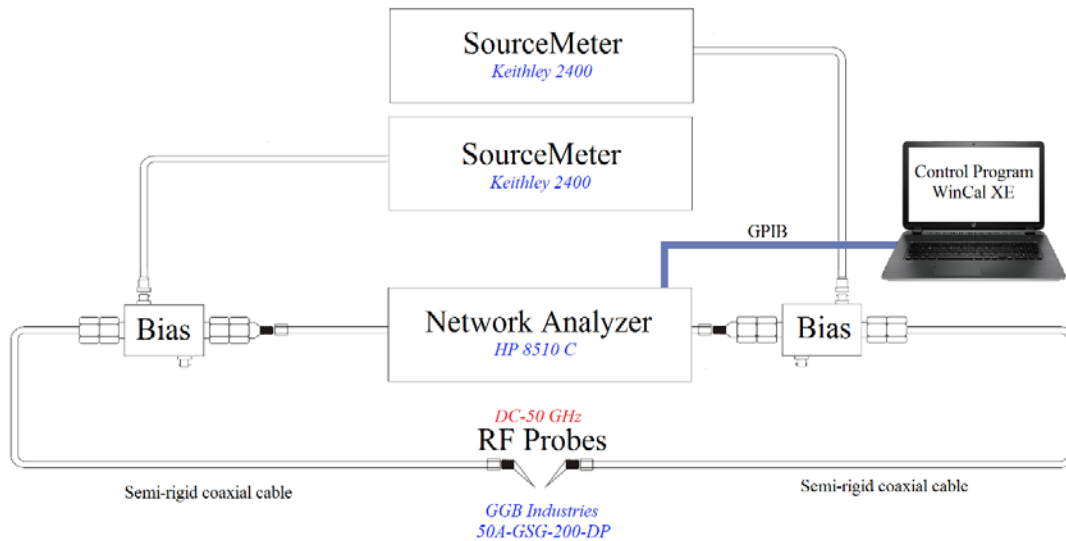 SourceMeter
Keithley 2400
SourceMeter
Keithley 2400
Control Program
WinCal XE
GPIB
Bias
Network Analyzer
HP 8510 C
Bias
DC-50 GHz
RF Probes
Semi-rigid coaxial cable
Semi-rigid coaxial cable
GGB Industries
50A-GSG-200-DP